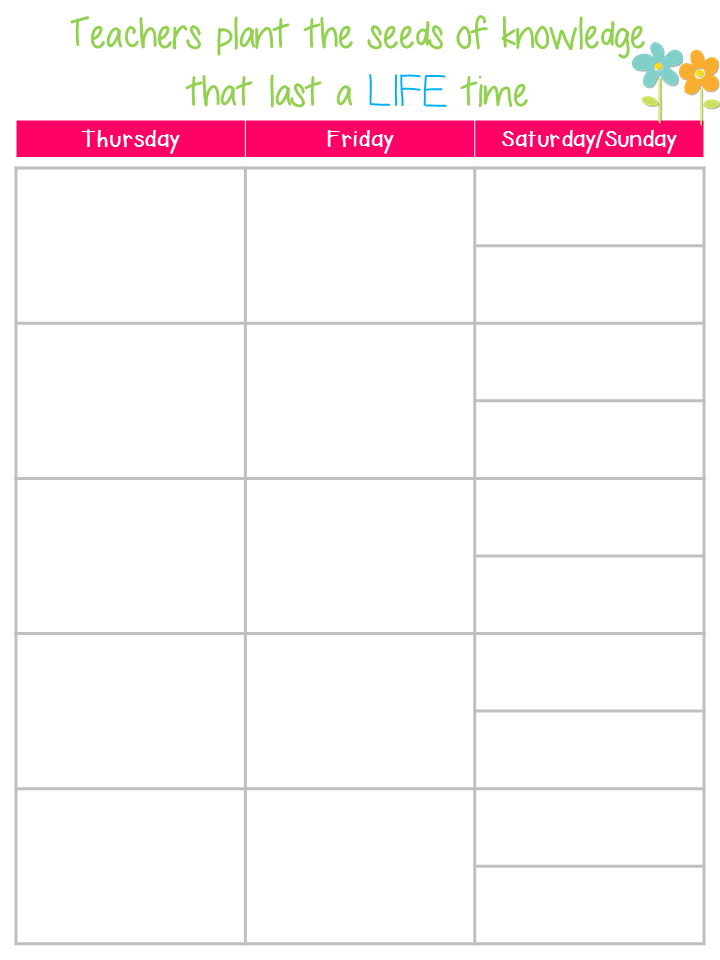 Teachers plant the seeds of knowledge
that last a LIFE time
Thursday Friday Saturday/Sunday